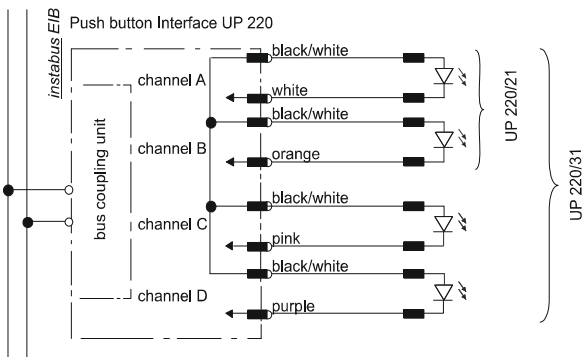 Push button Interface UP 220
instabus EIB
bus coupling unit
channel A
black/white
white
channel B
black/white
orange
channel C
black/white
pink
channel D
black/white
purple
UP 220/21
UP 220/31